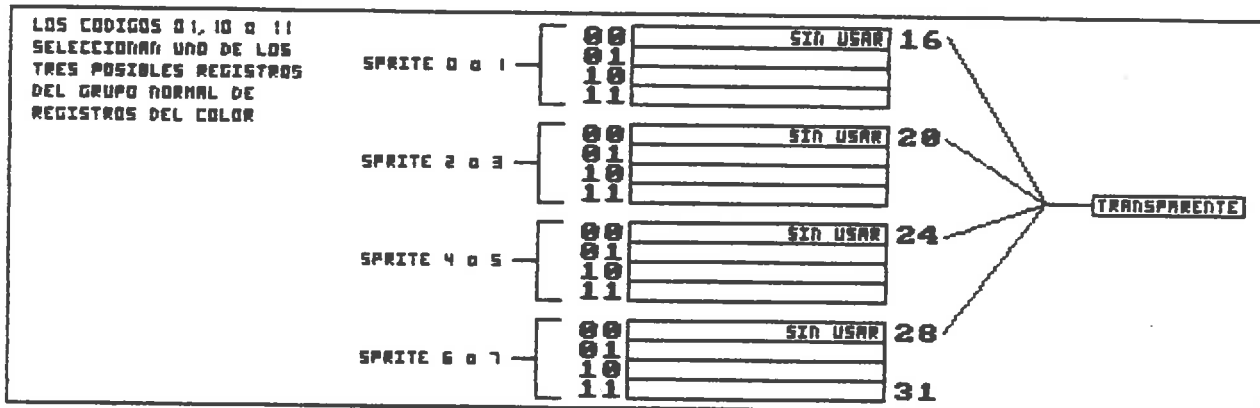 LOS CODIGOS 01, 10 o 11
SELECCIONAN UNO DE LOS
TRES POSIBLES REGISTROS
DEL GRUPO NORMAL DE
REGISTROS DEL COLOR
SPRITE 0 o 1
00
01
10
11
SIN USAR 16
SPRITE 2 o 3
00
01
10
11
SIN USAR 20
SPRITE 4 o 5
00
01
10
11
SIN USAR 24
SPRITE 6 o 7
00
01
10
11
SIN USAR 28
31
TRANSPARENTE